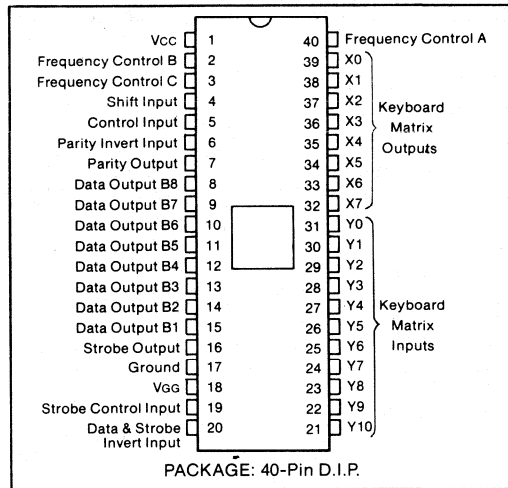 Vcc 1
Frequency Control B 2
Frequency Control C 3
Shift Input 4
Control Input 5
Parity Invert Input 6
Parity Output 7
Data Output B8 8
Data Output B7 9
Data Output B6 10
Data Output B5 11
Data Output B4 12
Data Output B3 13
Data Output B2 14
Data Output B1 15
Strobe Output 16
Ground 17
VGG 18
Strobe Control Input 19
Data & Strobe
Invert Input
20
40 Frequency Control A
39 X0
38 X1
37 X2
36 X3
35 X4
34 X5
33 X6
32 X7
Keyboard
Matrix
Outputs
31 Y0
30 Y1
29 Y2
28 Y3
27 Y4
26 Y5
25 Y6
24 Y7
23 Y8
22 Y9
21 Y10
Keyboard
Matrix
Inputs
PACKAGE: 40-Pin D.I.P.